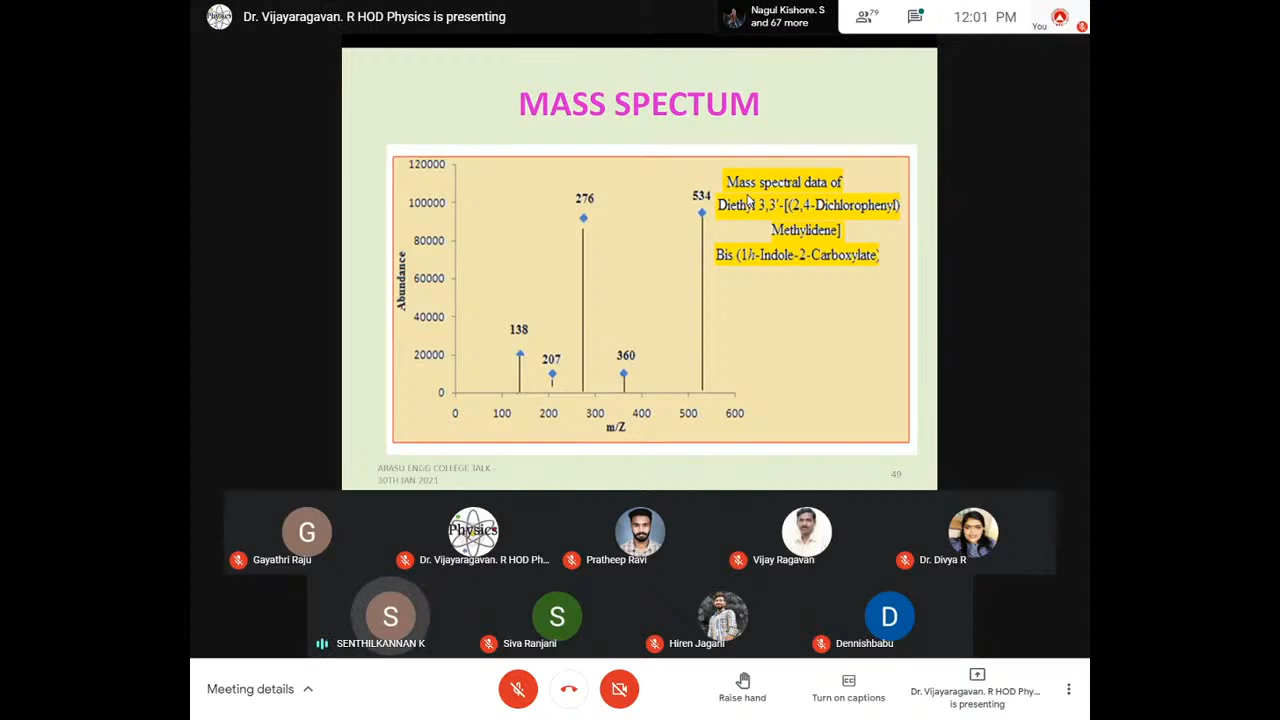 Dr. Vijayaragavan. R HOD Physics is presenting
Nagul Kishore. S
and 67 more
79
12:01 PM
You
MASS SPECTUM
120000
100000
80000
60000
40000
20000
0
Abundance
138
207
276
360
534
0 100 200 300 400 500 600
m/Z
Mass spectral data of
Diethyl 3,3'-[(2,4-Dichlorophenyl)
Methylidene]
Bis (1h-Indole-2-Carboxylate)
ARASU ENGG COLLEGE TALK -
30TH JAN 2021
49
G
Physics
S
S
D
Gayathri Raju
Dr. Vijayaragavan. R HOD Ph...
Pratheep Ravi
Vijay Ragavan
Dr. Divya R
SENTHILKANNAN K
Siva Ranjani
Hiren Jagani
Dennishbabu
Meeting details
Raise hand
CC
Turn on captions
Dr. Vijayaragavan. R HOD Phy...
is presenting